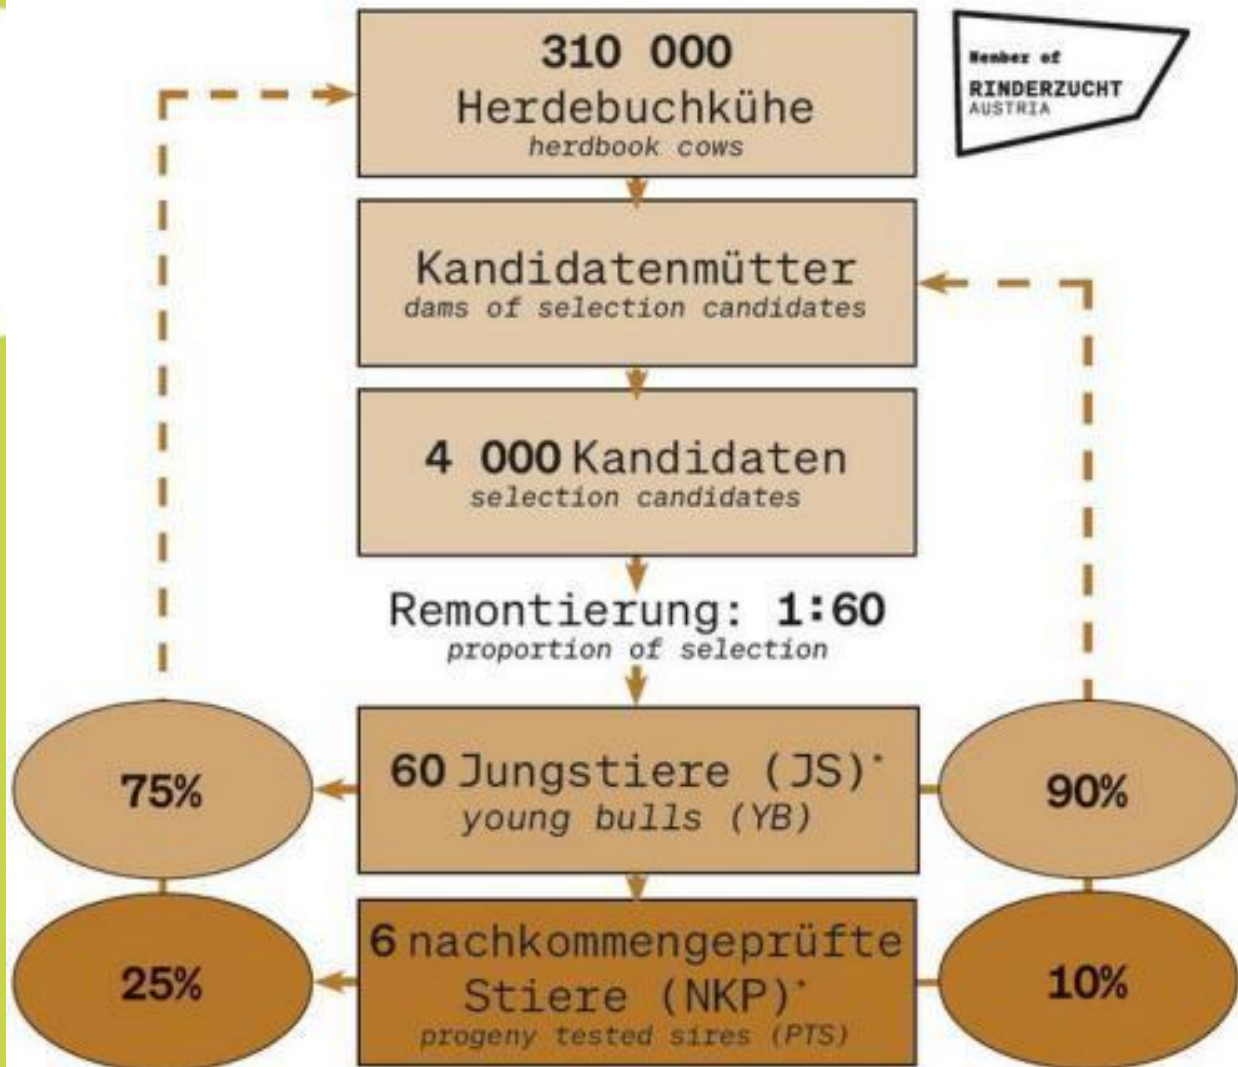 310 000
Herdebuchkühe
herdbook cows
Member of
RINDERZUCHT
AUSTRIA
Kandidatenmütter
dams of selection candidates
4 000 Kandidaten
selection candidates
Remontierung: 1:60
proportion of selection
75%
60 Jungstiere (JS)*
young bulls (YB)
90%
25%
6 nachkommengeprüfte
Stiere (NKP)*
progeny tested sires (PTS)
10%